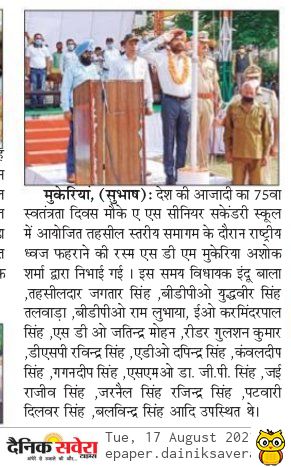 मुकेरियां, (सुभाष): देश की आजादी का 75वा
स्वतंत्रता दिवस मौके ए एस सीनियर सकेडरी स्कूल
में आयोजित तहसील स्तरीय समागम के दौरान राष्ट्रीय
ध्वज फहराने की रस्म एस डी एम मुकेरिया अशोक
शर्मा द्वारा निभाई गई । इस समय विधायक इंदू बाला
,तहसीलदार जगतार सिंह ,बीडीपीओ युद्धवीर सिंह
तलवाड़ा ,बीडीपीओ राम लुभाया, ईओ करमिंदरपाल
सिंह ,एस डी ओ जतिन्द्र मोहन ,रीडर गुलशन कुमार
,डीएसपी रविन्द्र सिंह ,एडीओ दपिन्द्र सिंह ,कंवलदीप
सिंह ,गगनदीप सिंह ,एसएमओ डा. जी.पी. सिंह ,जई
राजीव सिंह ,जरनैल सिंह रजिन्द्र सिंह ,पटवारी
दिलवर सिंह ,बलविन्द्र सिंह आदि उपस्थित थे।
दैनिक सवेरा
टाइम्स
Tue, 17 August 202
epaper.dainiksaver